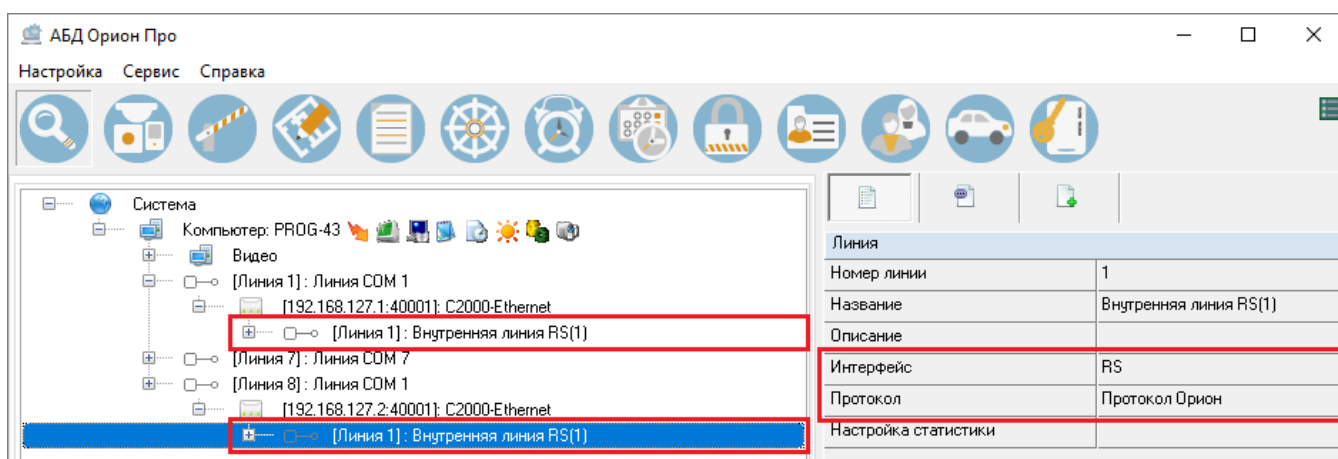 АБД Орион Про
Настройка Сервис Справка
Система
Компьютер: PROG-43
Видео
[Линия 1] : Линия COM 1
[192.168.127.1:40001]: C2000-Ethernet
[Линия 1] : Внутренняя линия RS(1)
[Линия 7] : Линия COM 7
[Линия 8] : Линия COM 1
[192.168.127.2:40001]: C2000-Ethernet
[Линия 1] : Внутренняя линия RS(1)
Линия
Номер линии 1
Название Внутренняя линия RS(1)
Описание
Интерфейс RS
Протокол Протокол Орион
Настройка статистики